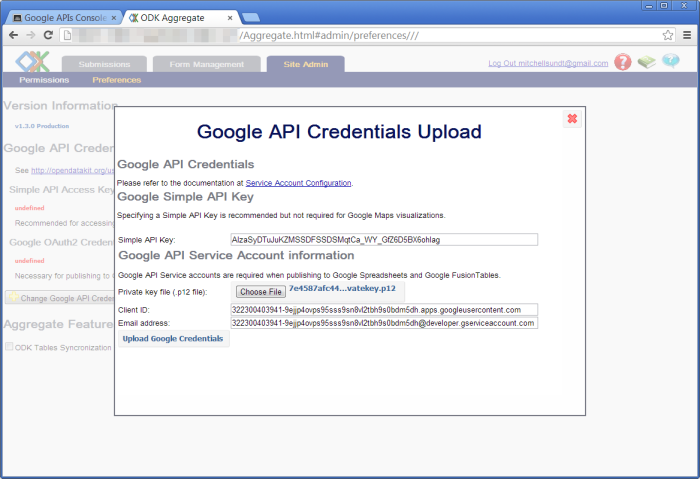 Google APIs Console
ODK Aggregate
/Aggregate.html#admin/preferences///
Submissions
Form Management
Site Admin
Log Out mitchellsundt@gmail.com
Permissions
Preferences
Version Information
v1.3.0 Production
Google API Creden
See http://opendatakit.org/us
Simple API Access Key
undefined
Recommended for accessing
Google OAuth2 Credent
undefined
Necessary for publishing to
Change Google API Creden
Aggregate Feature
ODK Tables Syncronization
Google API Credentials Upload
Google API Credentials
Please refer to the documentation at Service Account Configuration.
Google Simple API Key
Specifying a Simple API Key is recommended but not required for Google Maps visualizations.
Simple API Key: AIzaSyDTuJuKZMSSDFSSDSMqtCa_WY_GfZ6D5BX6ohIag
Google API Service Account information
Google API Service accounts are required when publishing to Google Spreadsheets and Google FusionTables.
Private key file (.p12 file): Choose File 7e4587afc44...vatekey.p12
Client ID: 322300403941-9ejjp4ovps95sss9sn8vl2tbh9s0bdm5dh.apps.googleusercontent.com
Email address: 322300403941-9ejjp4ovps95sss9sn8vl2tbh9s0bdm5dh@developer.gserviceaccount.com
Upload Google Credentials